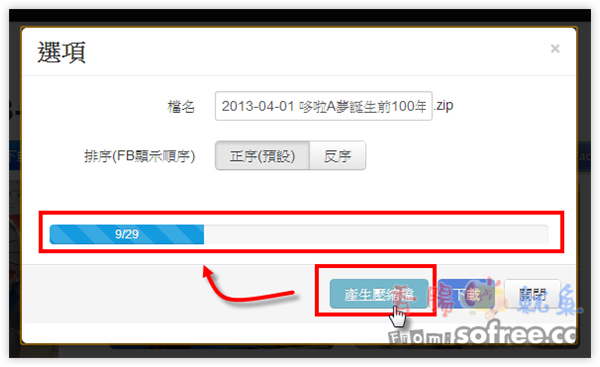 選項
×
檔名 2013-04-01 哆啦A夢誕生前100年 .zip
排序(FB顯示順序) 正序(預設) 反序
9/29
產生壓縮檔 下載 關閉
From: sofree.cc